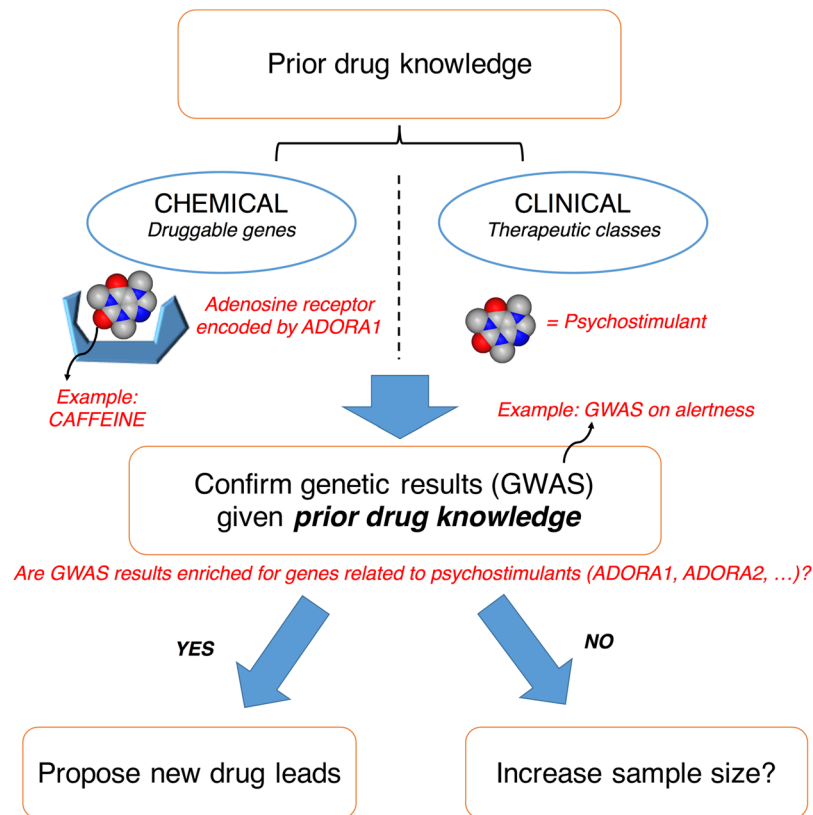 Prior drug knowledge
CHEMICAL
Druggable genes
CLINICAL
Therapeutic classes
Adenosine receptor
encoded by ADORA1
= Psychostimulant
Example:
CAFFEINE
Example: GWAS on alertness
Confirm genetic results (GWAS)
given prior drug knowledge
Are GWAS results enriched for genes related to psychostimulants (ADORA1, ADORA2, …)?
YES
NO
Propose new drug leads
Increase sample size?